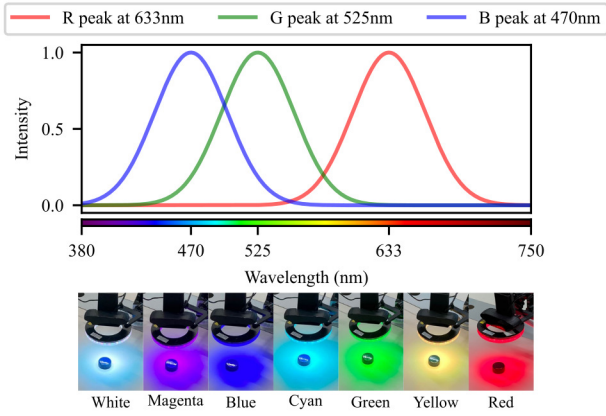 R peak at 633nm G peak at 525nm B peak at 470nm
1.0
0.5
0.0
Intensity
380 470 525 633 750
Wavelength (nm)
White Magenta Blue Cyan Green Yellow Red